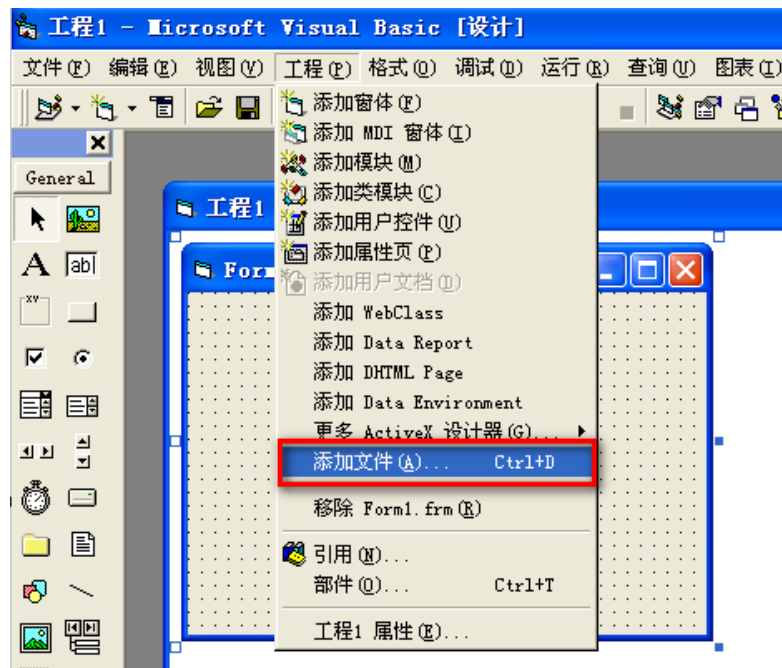 工程1 - Microsoft Visual Basic [设计]
文件(F) 编辑(E) 视图(V) 工程(P) 格式(O) 调试(D) 运行(R) 查询(U) 图表(I)
General
A ab
xv
工程1
Form
添加窗体(F)
添加 MDI 窗体(I)
添加模块(M)
添加类模块(C)
添加用户控件(U)
添加属性页(P)
添加用户文档(D)
添加 WebClass
添加 Data Report
添加 DHTML Page
添加 Data Environment
更多 ActiveX 设计器(G)...
添加文件(A)... Ctrl+D
移除 Form1.frm(R)
引用(N)...
部件(O)... Ctrl+T
工程1 属性(E)...